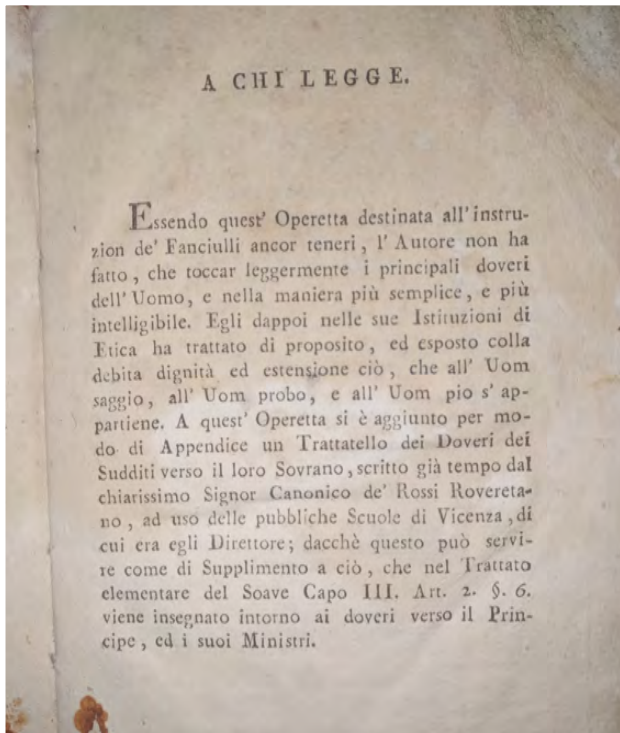 A CHI LEGGE.
Essendo quest' Operetta destinata all' instru-
zion de' Fanciulli ancor teneri, l' Autore non ha
fatto, che toccar leggermente i principali doveri
dell' Uomo, e nella maniera più semplice, e più
intelligibile. Egli dappoi nelle sue Istituzioni di
Etica ha trattato di proposito, ed esposto colla
debita dignità ed estensione ciò, che all' Uom
saggio, all' Uom probo, e all' Uom pio s' ap-
partiene. A quest' Operetta si è aggiunto per mo-
do di Appendice un Trattatello dei Doveri dei
Sudditi verso il loro Sovrano, scritto già tempo dal
chiarissimo Signor Canonico de' Rossi Rovereta-
no, ad uso delle pubbliche Scuole di Vicenza, di
cui era egli Direttore; dacchè questo può servi-
re come di Supplimento a ciò, che nel Trattato
elementare del Soave Capo III. Art. 2. §. 6.
viene insegnato intorno ai doveri verso il Prin-
cipe, ed i suoi Ministri.